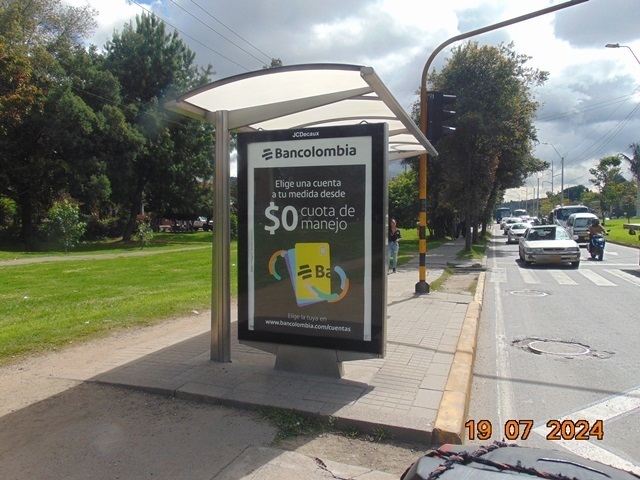 JCDecaux
Bancolombia
Elige una cuenta
a tu medida desde
$0 cuota de
manejo
B
Elige la tuya en
www.bancolombia.com/cuentas
19 07 2024